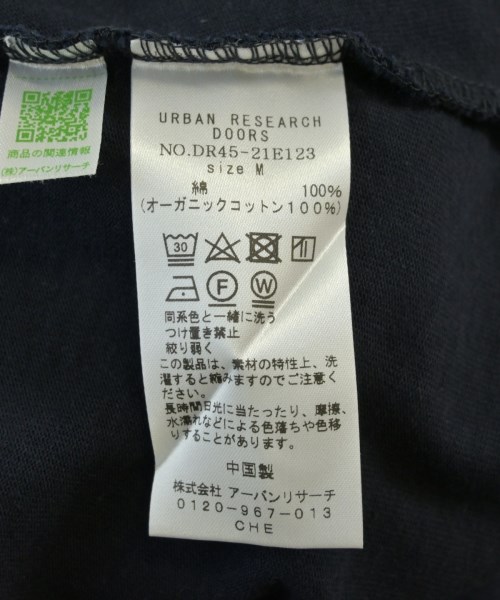 商品の関連情報
(株)アーバンリサーチ
URBAN RESEARCH
DOORS
NO.DR45-21E123
size M
綿 100%
(オーガニックコットン100%)
30
F W
同系色と一緒に洗う
つけ置き禁止
絞り弱く
この製品は、素材の特性上、洗
濯すると縮みますのでご注意く
ださい。
長時間日光に当たったり、摩擦、
水濡れなどによる色落ちや色移
りすることがあります。
中国製
株式会社 アーバンリサーチ
0120-967-013
CHE